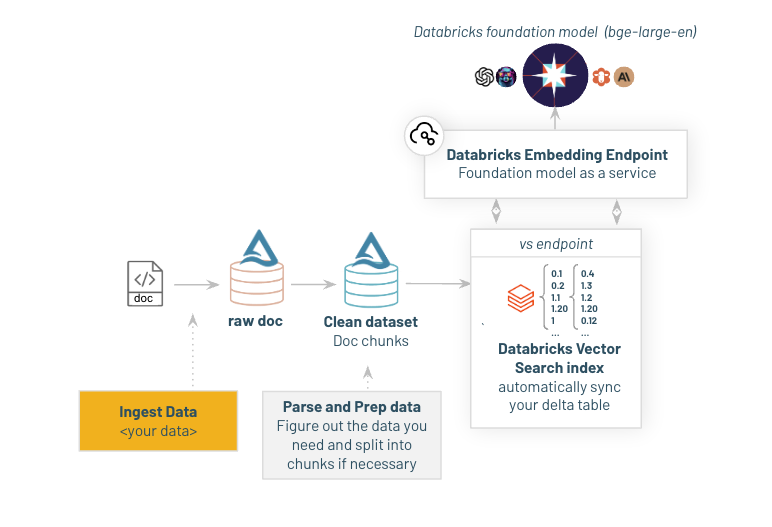 Databricks foundation model (bge-large-en)
Databricks Embedding Endpoint
Foundation model as a service
vs endpoint
0.1 0.4
0.2 1.3
1.1 1.2
1.20 1.20
1 0.12
... ...
Databricks Vector
Search index
automatically sync
your delta table
</>
doc
raw doc
Clean dataset
Doc chunks
Ingest Data
<your data>
Parse and Prep data
Figure out the data you
need and split into
chunks if necessary